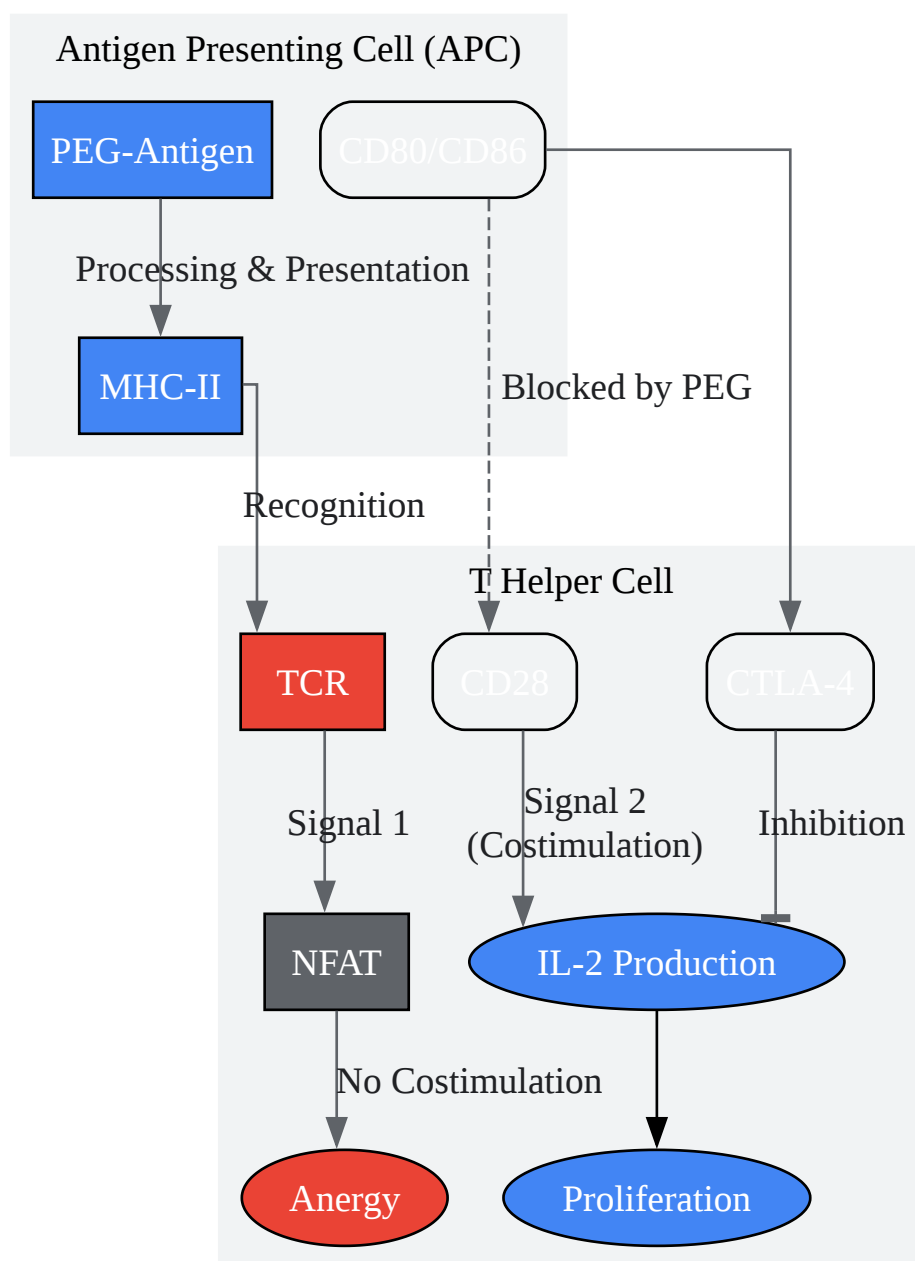 Antigen Presenting Cell (APC)
PEG-Antigen
CD80/CD86
Processing & Presentation
MHC-II
Blocked by PEG
Recognition
T Helper Cell
TCR
CD28
CTLA-4
Signal 1
Signal 2
(Costimulation)
Inhibition
NFAT
IL-2 Production
No Costimulation
Anergy
Proliferation